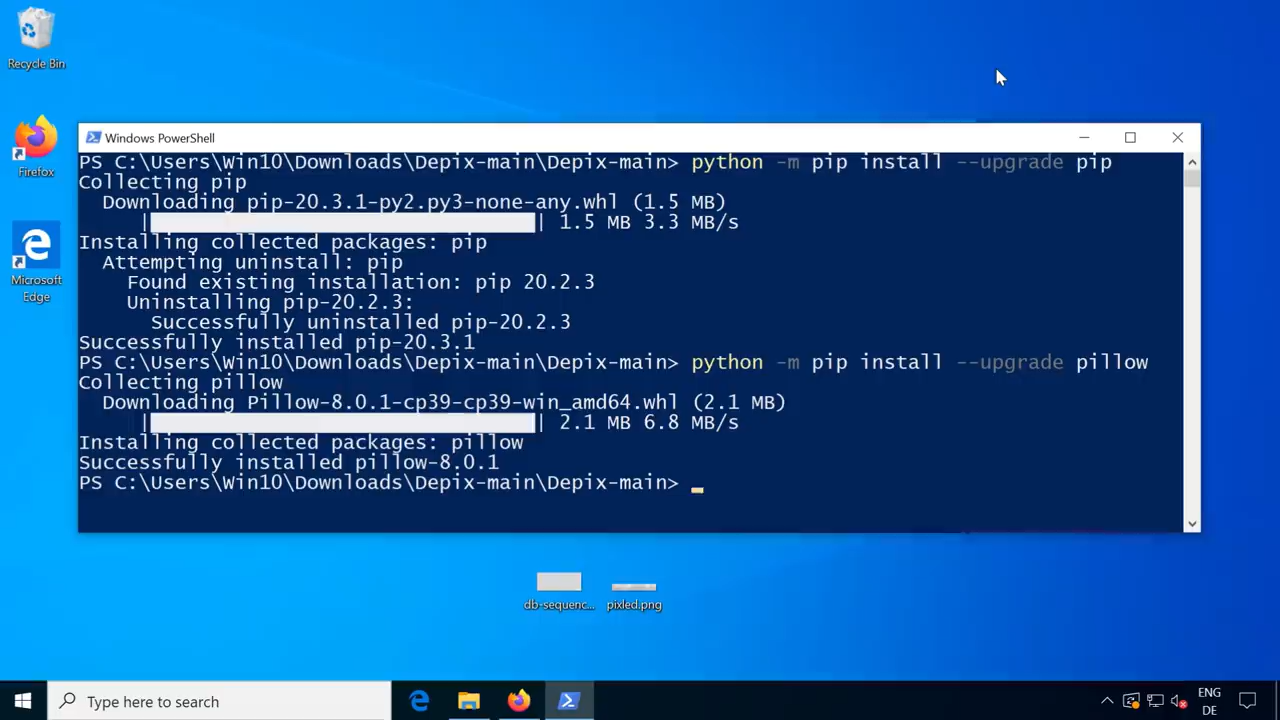 Recycle Bin
Firefox
Microsoft
Edge
Windows PowerShell
PS C:\Users\Win10\Downloads\Depix-main\Depix-main> python -m pip install --upgrade pip
Collecting pip
Downloading pip-20.3.1-py2.py3-none-any.whl (1.5 MB)
| | 1.5 MB 3.3 MB/s
Installing collected packages: pip
Attempting uninstall: pip
Found existing installation: pip 20.2.3
Uninstalling pip-20.2.3:
Successfully uninstalled pip-20.2.3
Successfully installed pip-20.3.1
PS C:\Users\Win10\Downloads\Depix-main\Depix-main> python -m pip install --upgrade pillow
Collecting pillow
Downloading Pillow-8.0.1-cp39-cp39-win_amd64.whl (2.1 MB)
| | 2.1 MB 6.8 MB/s
Installing collected packages: pillow
Successfully installed pillow-8.0.1
PS C:\Users\Win10\Downloads\Depix-main\Depix-main> _
db-sequenc... pixled.png
Type here to search
ENG
DE